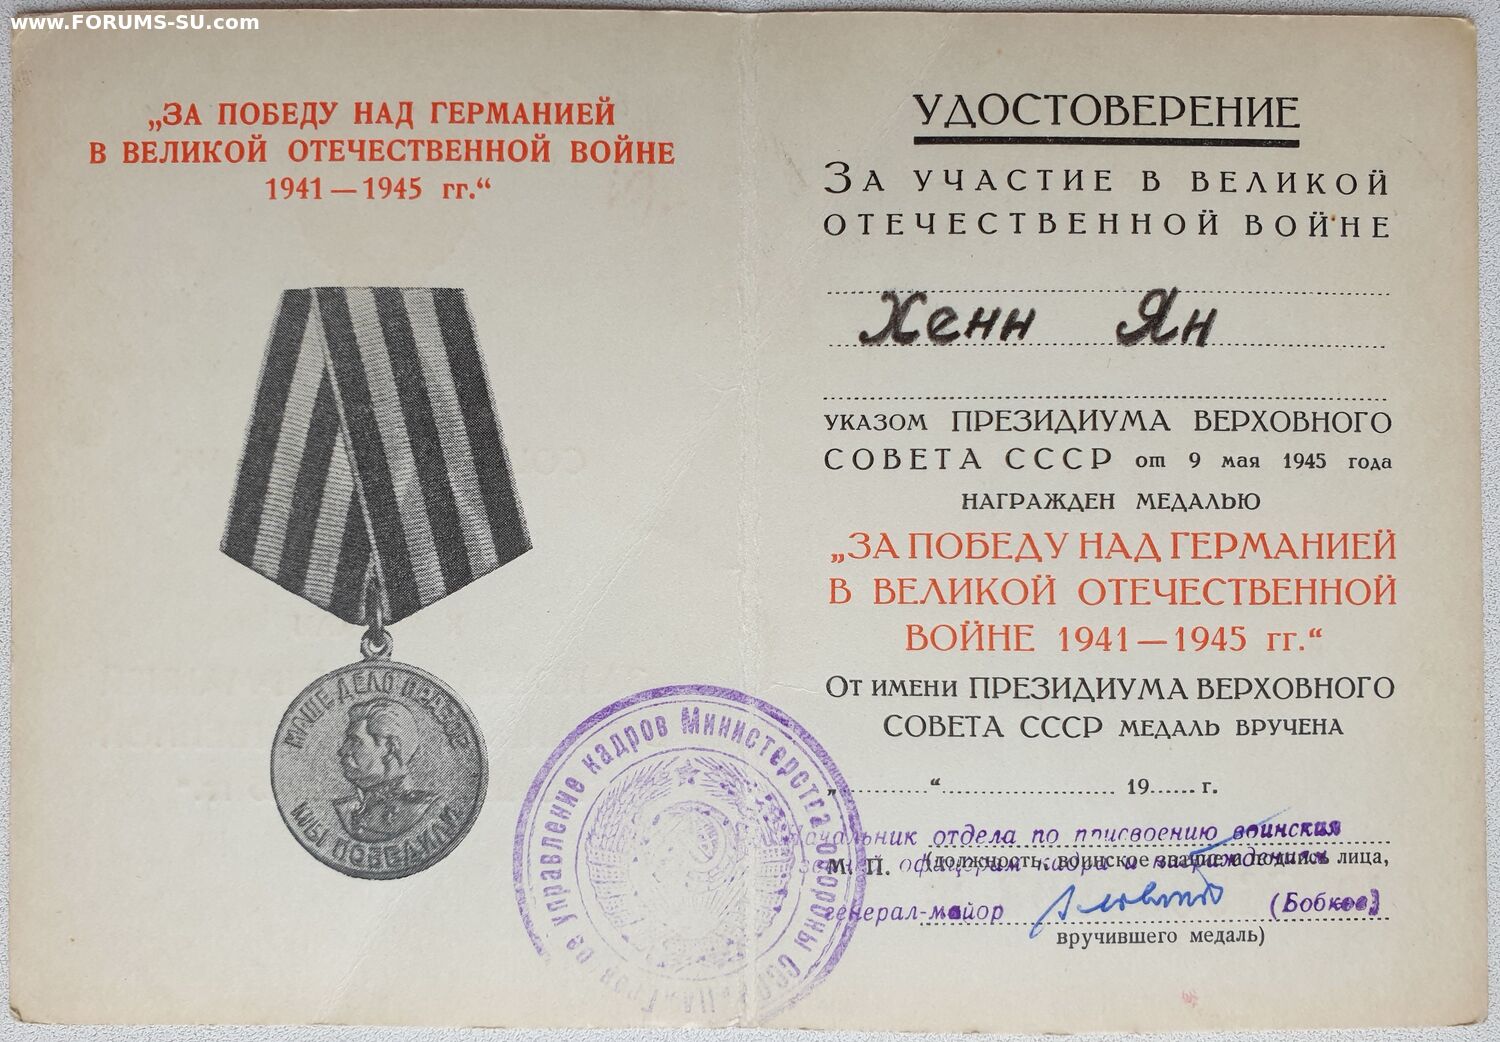 www.FORUMS-SU.com
„ЗА ПОБЕДУ НАД ГЕРМАНИЕЙ
В ВЕЛИКОЙ ОТЕЧЕСТВЕННОЙ ВОЙНЕ
1941 — 1945 гг.“
НАШЕ ДЕЛО ПРАВОЕ
МЫ ПОБЕДИЛИ
УДОСТОВЕРЕНИЕ
ЗА УЧАСТИЕ В ВЕЛИКОЙ
ОТЕЧЕСТВЕННОЙ ВОЙНЕ
Хенн Ян
УКАЗОМ ПРЕЗИДИУМА ВЕРХОВНОГО
СОВЕТА СССР от 9 мая 1945 года
НАГРАЖДЕН МЕДАЛЬЮ
„ЗА ПОБЕДУ НАД ГЕРМАНИЕЙ
В ВЕЛИКОЙ ОТЕЧЕСТВЕННОЙ
ВОЙНЕ 1941 — 1945 гг.“
ОТ ИМЕНИ ПРЕЗИДИУМА ВЕРХОВНОГО
СОВЕТА СССР МЕДАЛЬ ВРУЧЕНА
„..........“........................ 19...... г.
Начальник отдела по присвоению воинских
М. П. (должность, воинское звание и подпись лица,
офицерам кадра и награждениям
генерал-майор (Бобков)
вручившего медаль)
управление кадров Министерства Обороны СССР